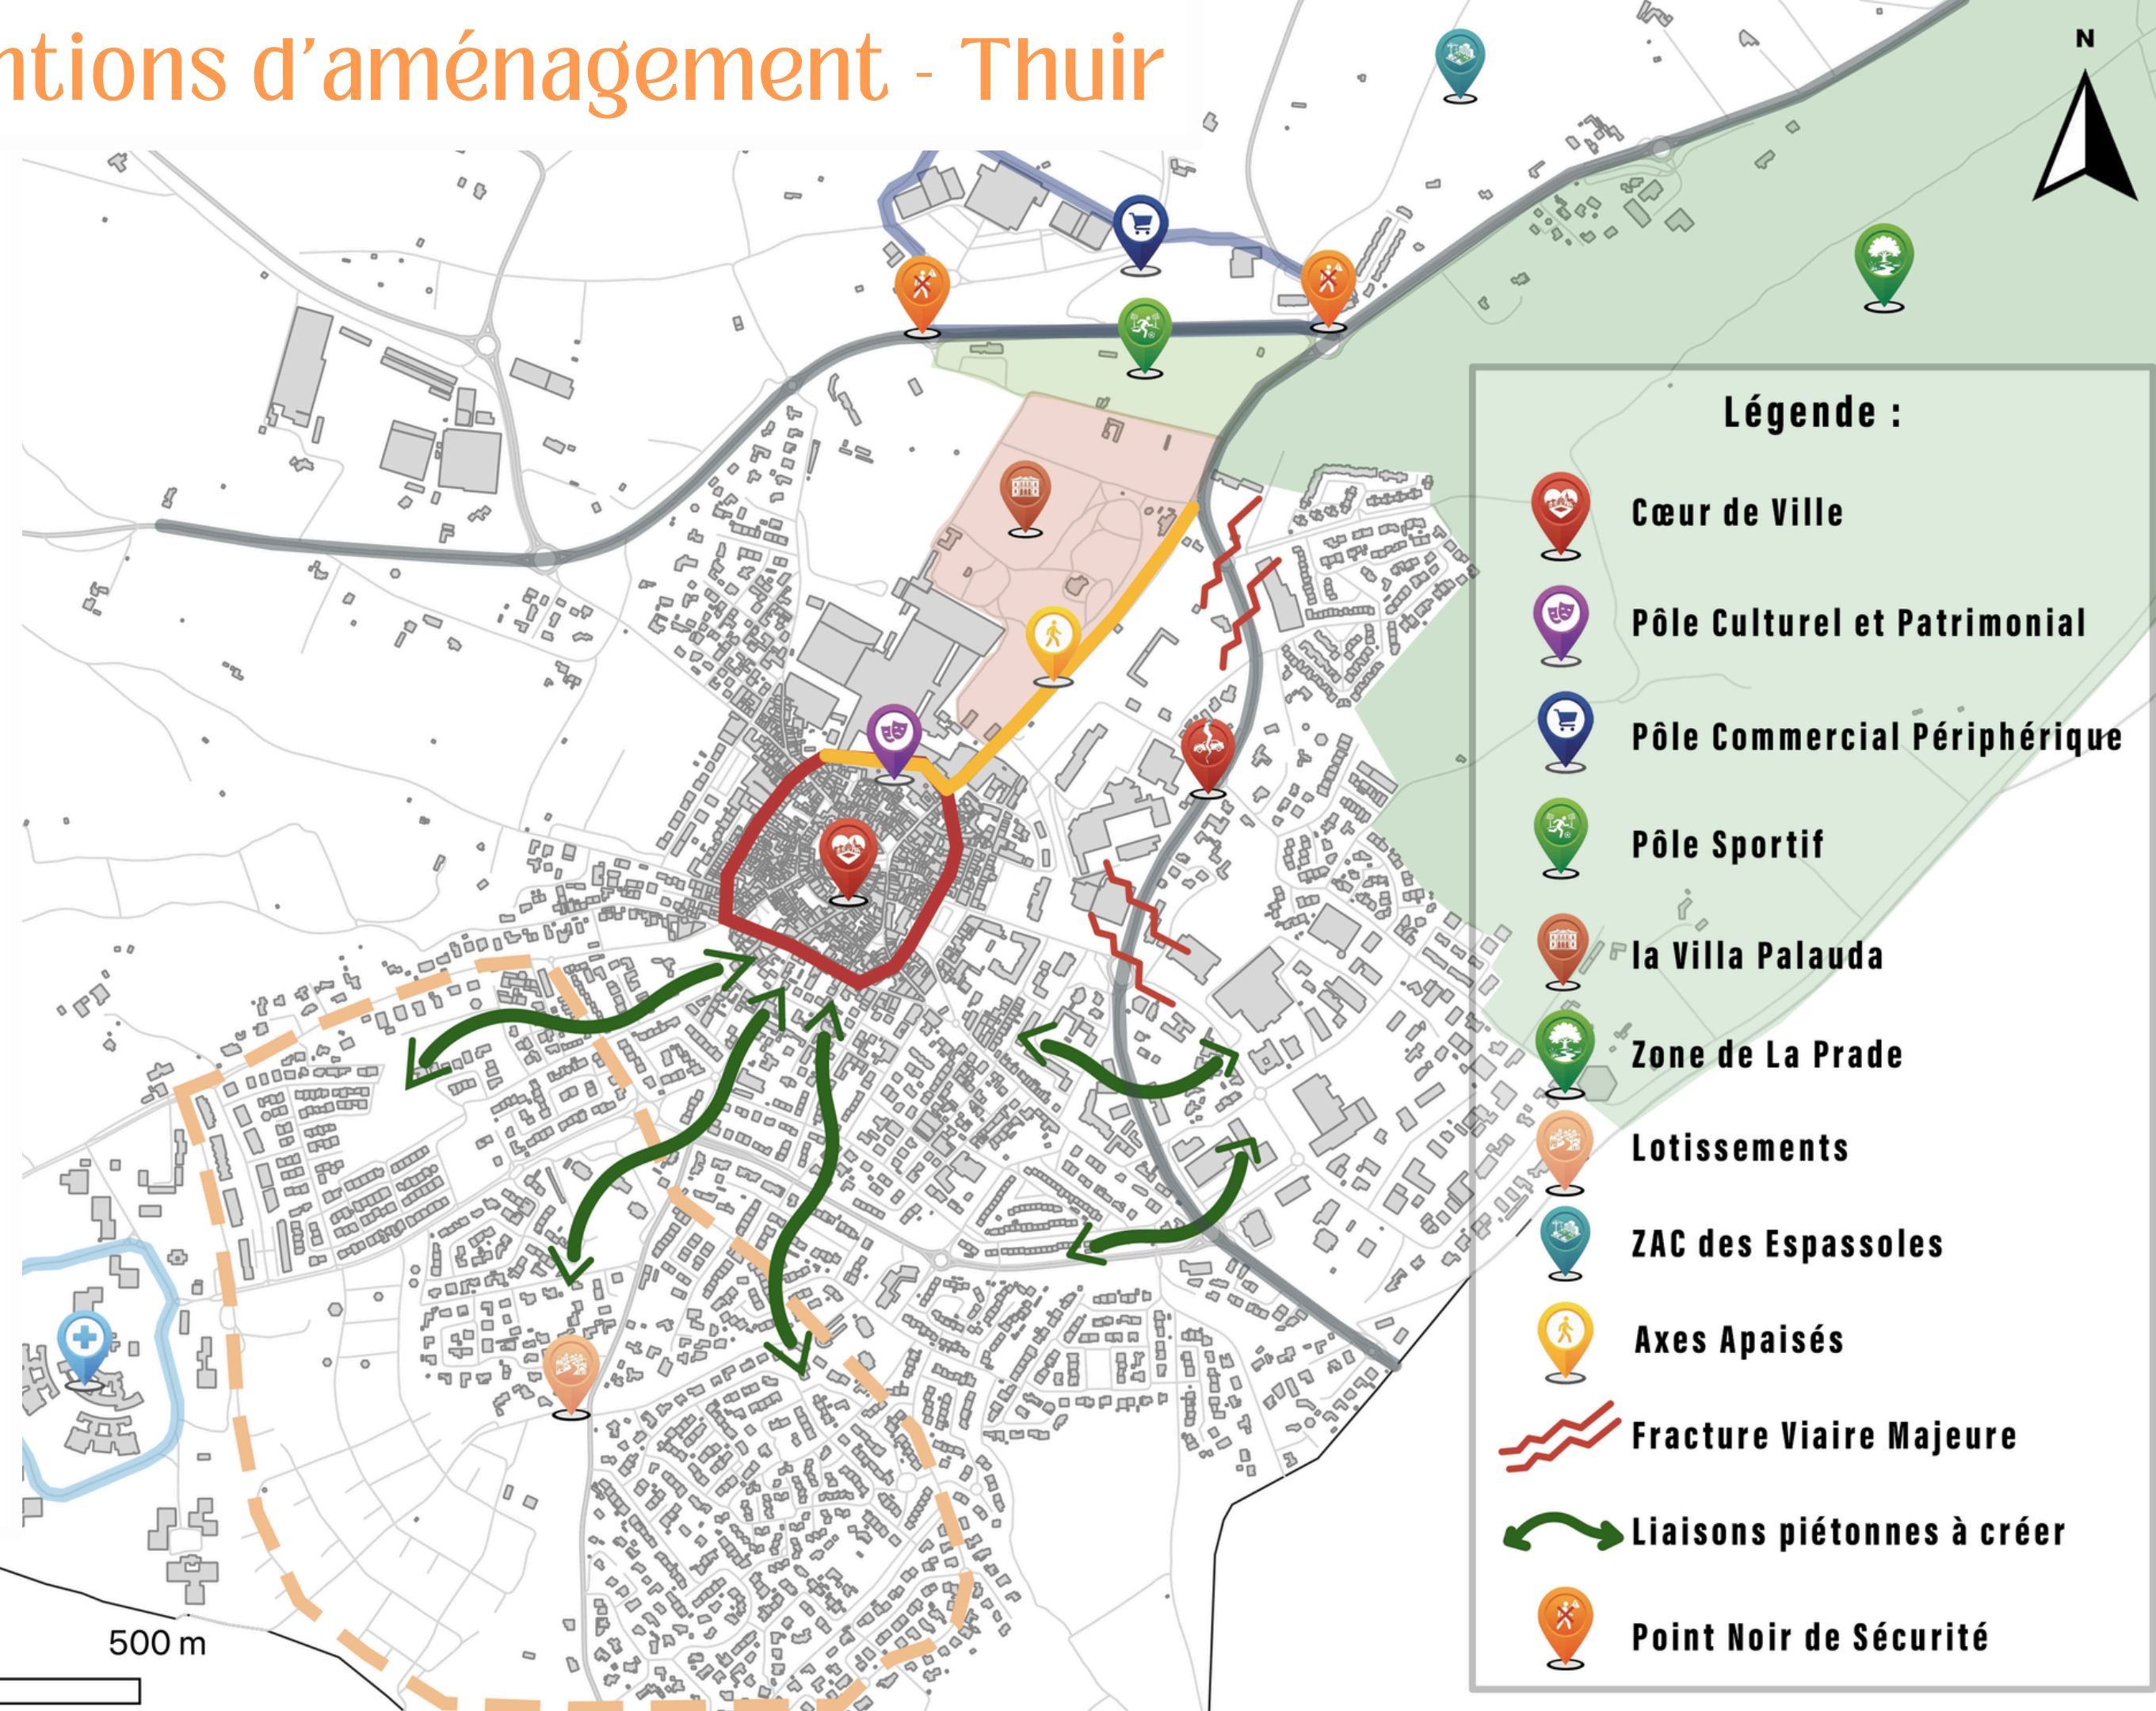 ntions d'aménagement - Thuir
N
Légende :
Cœur de Ville
Pôle Culturel et Patrimonial
Pôle Commercial Périphérique
Pôle Sportif
la Villa Palauda
Zone de La Prade
Lotissements
ZAC des Espassoles
Axes Apaisés
Fracture Viaire Majeure
Liaisons piétonnes à créer
Point Noir de Sécurité
500 m